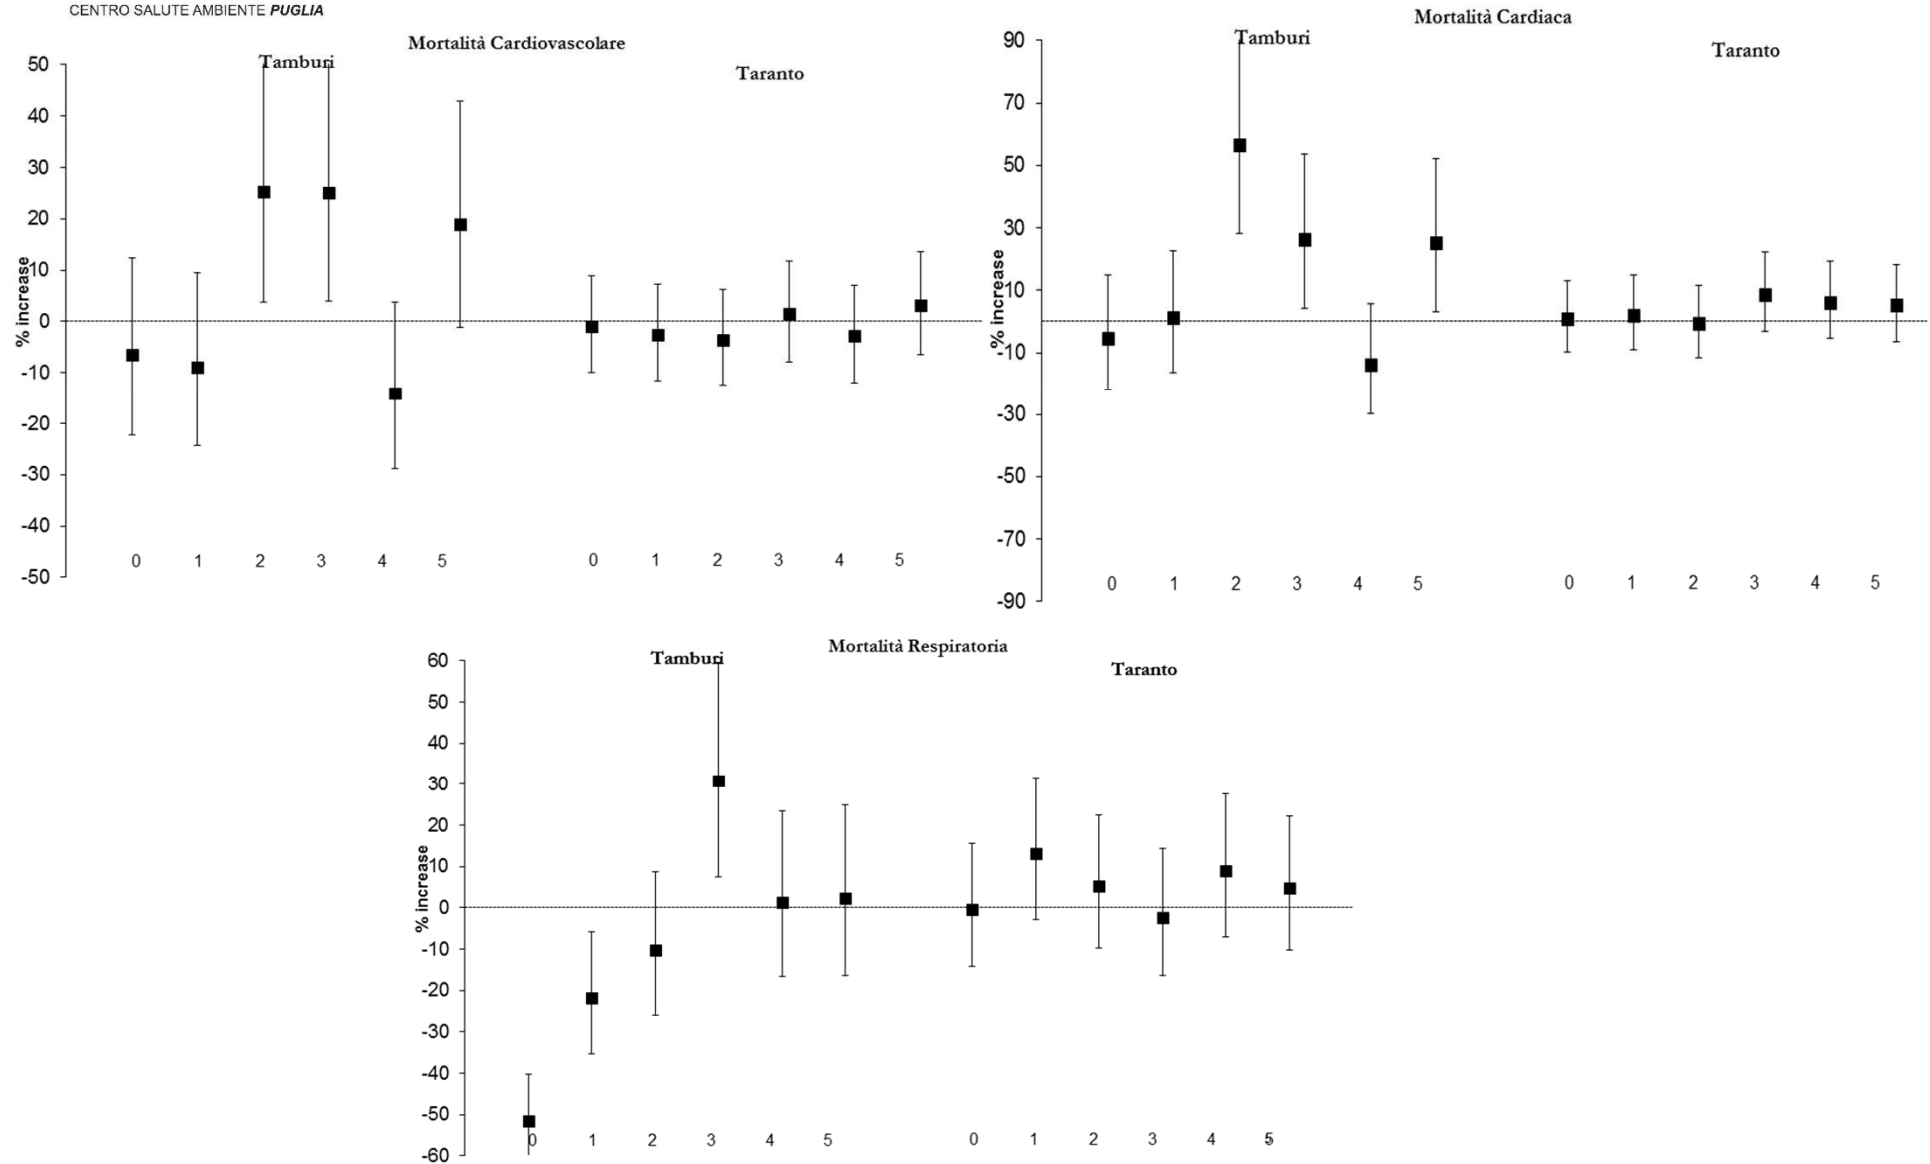 CENTRO SALUTE AMBIENTE PUGLIA
Mortalità Cardiovascolare
Tamburi
Taranto
% increase
50
40
30
20
10
0
-10
-20
-30
-40
-50
0 1 2 3 4 5 0 1 2 3 4 5
Mortalità Cardiaca
Tamburi
Taranto
% increase
90
70
50
30
10
-10
-30
-50
-70
-90
0 1 2 3 4 5 0 1 2 3 4 5
Mortalità Respiratoria
Tamburi
Taranto
% increase
60
50
40
30
20
10
0
-10
-20
-30
-40
-50
-60
0 1 2 3 4 5 0 1 2 3 4 5